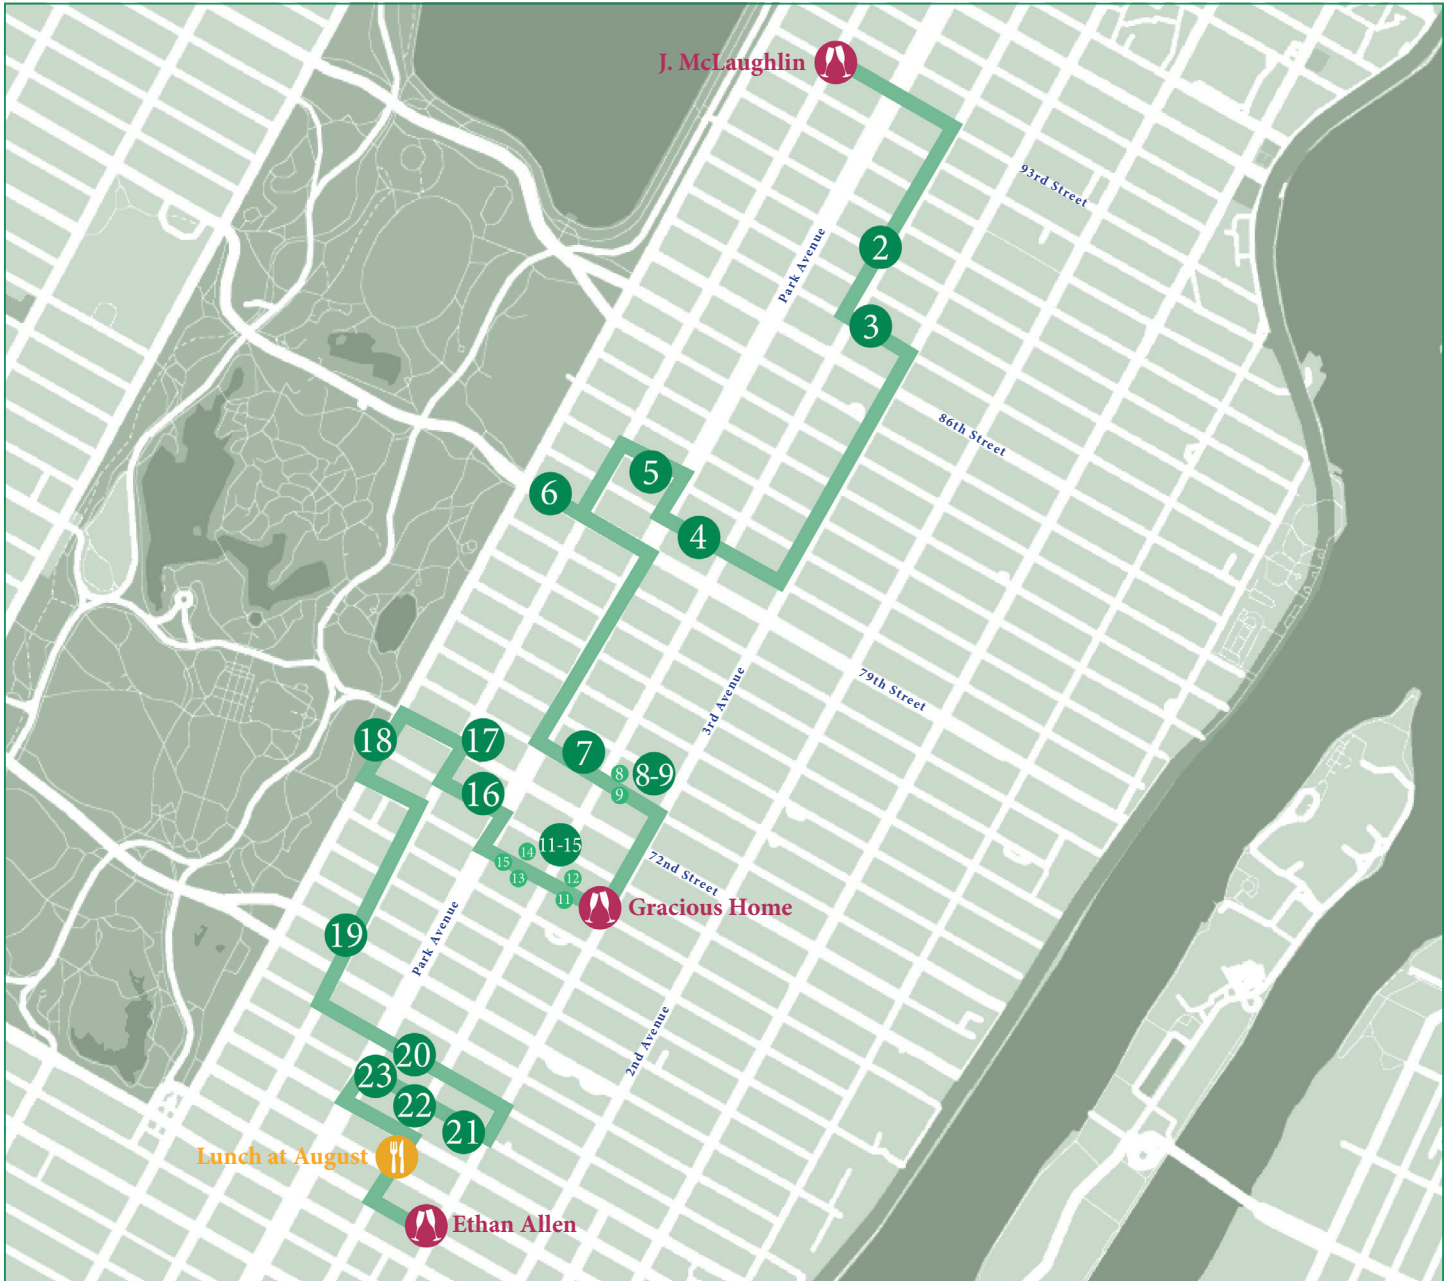 J. McLaughlin
93rd Street
2
Park Avenue
3
86th Street
5
6
4
3rd Avenue
79th Street
18
17
7
8
8-9
9
16
11-15
14
15
13
12
11
72nd Street
Gracious Home
Park Avenue
19
2nd Avenue
20
23
22
21
Lunch at August
Ethan Allen